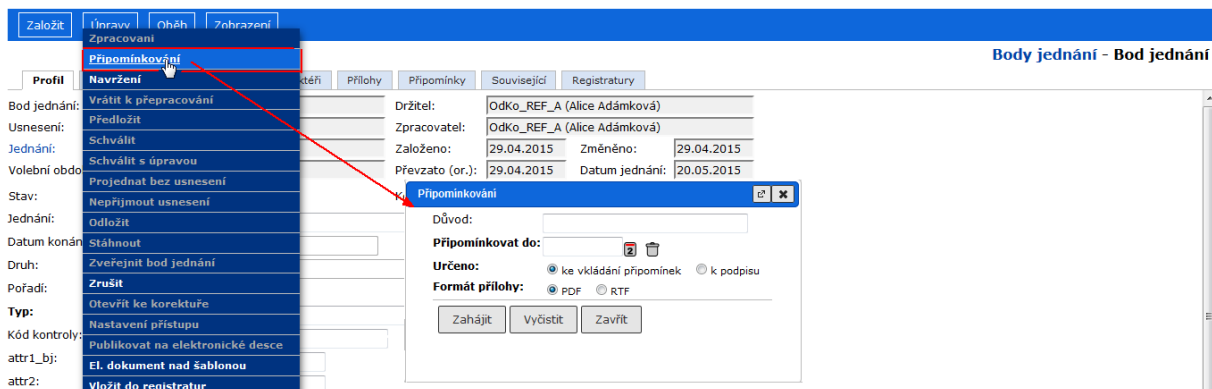 Založit Úpravy Oběh Zobrazení
Body jednání - Bod jednání
Zpracovani
Připomínkování
Navržení
Vrátit k přepracování
Předložit
Schválit
Schválit s úpravou
Projednat bez usnesení
Nepřijmout usnesení
Odložit
Stáhnout
Zveřejnit bod jednání
Zrušit
Otevřít ke korektuře
Nastavení přístupu
Publikovat na elektronické desce
El. dokument nad šablonou
Vložit do registratur
Profil Přílohy Připomínky Související Registratury
Bod jednání: Držitel: OdKo_REF_A (Alice Adámková)
Usnesení: Zpracovatel: OdKo_REF_A (Alice Adámková)
Jednání: Založeno: 29.04.2015 Změněno: 29.04.2015
Volební obdo Převzato (or.): 29.04.2015 Datum jednání: 20.05.2015
Stav:
Jednání:
Datum konán
Druh:
Pořadí:
Typ:
Kód kontroly:
attr1_bj:
attr2:
Připomínkování
Důvod:
Připomínkovat do:
Určeno: ke vkládání připomínek k podpisu
Formát přílohy: PDF RTF
Zahájit Vyčistit Zavřít